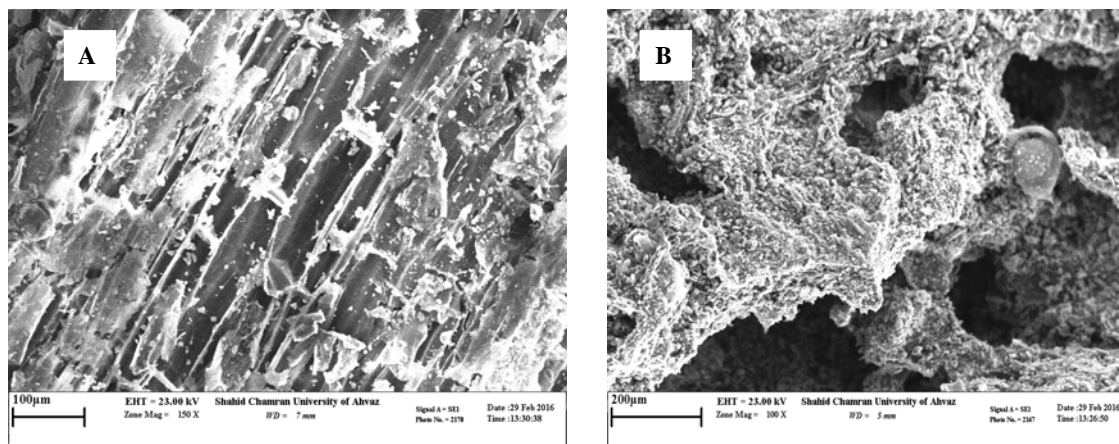 A
100µm
EHT = 23.00 kV
Shahid Chamran University of Ahvaz
Signal A = SE1
Date :29 Feb 2016
Zone Mag = 150 X
WD = 7 mm
Photo No. = 2170
Time :13:30:38
B
200µm
EHT = 23.00 kV
Shahid Chamran University of Ahvaz
Signal A = SE1
Date :29 Feb 2016
Zone Mag = 100 X
WD = 5 mm
Photo No. = 2167
Time :13:26:50